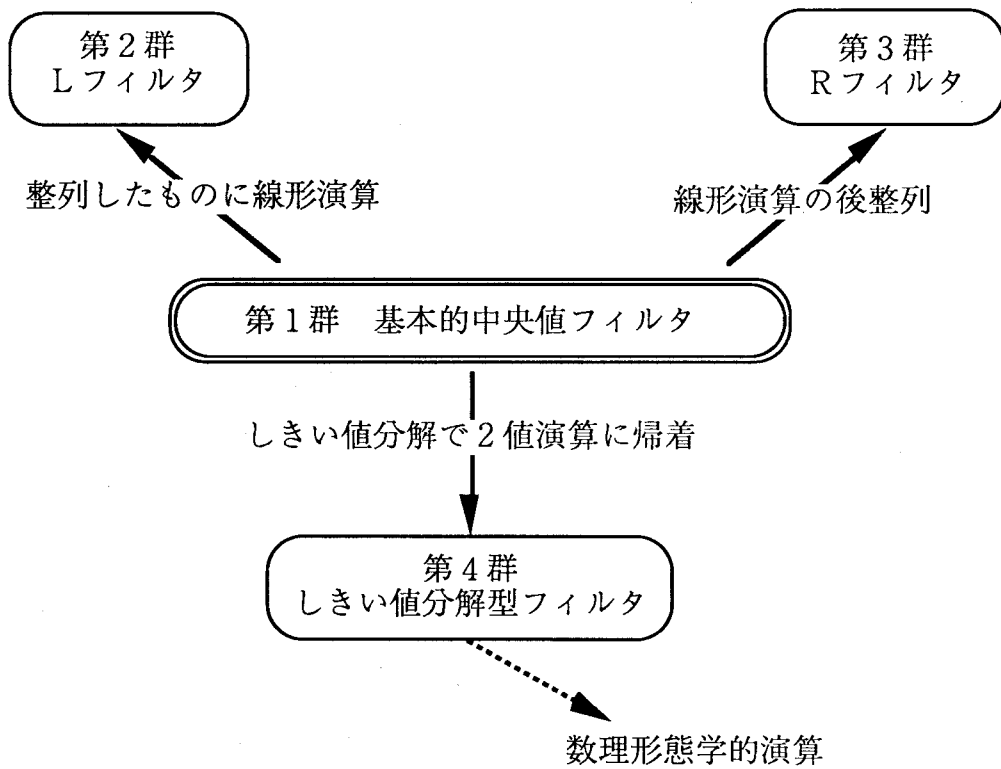 第2群
Lフィルタ
第3群
Rフィルタ
整列したものに線形演算
線形演算の後整列
第1群 基本的中央値フィルタ
しきい値分解で2値演算に帰着
第4群
しきい値分解型フィルタ
数理形態学的演算